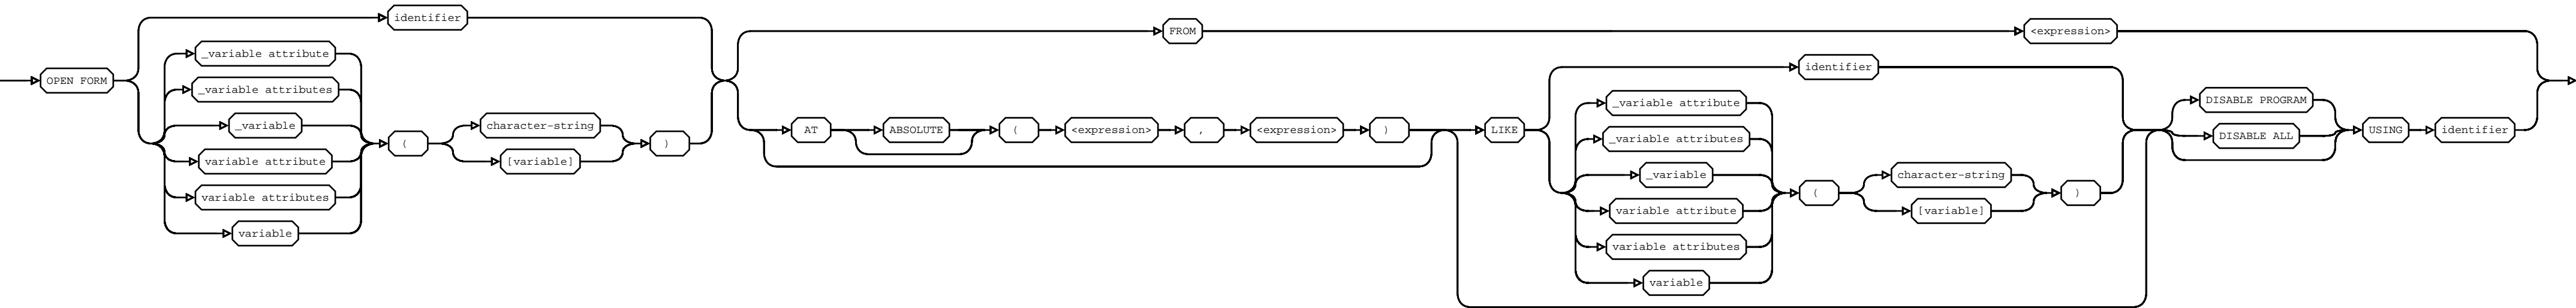 OPEN FORM
identifier
_variable attribute
_variable attributes
_variable
variable attribute
variable attributes
variable
(
character-string
[variable]
)
FROM
<expression>
AT
ABSOLUTE
(
<expression>
,
<expression>
)
LIKE
identifier
_variable attribute
_variable attributes
_variable
variable attribute
variable attributes
variable
(
character-string
[variable]
)
DISABLE PROGRAM
DISABLE ALL
USING
identifier